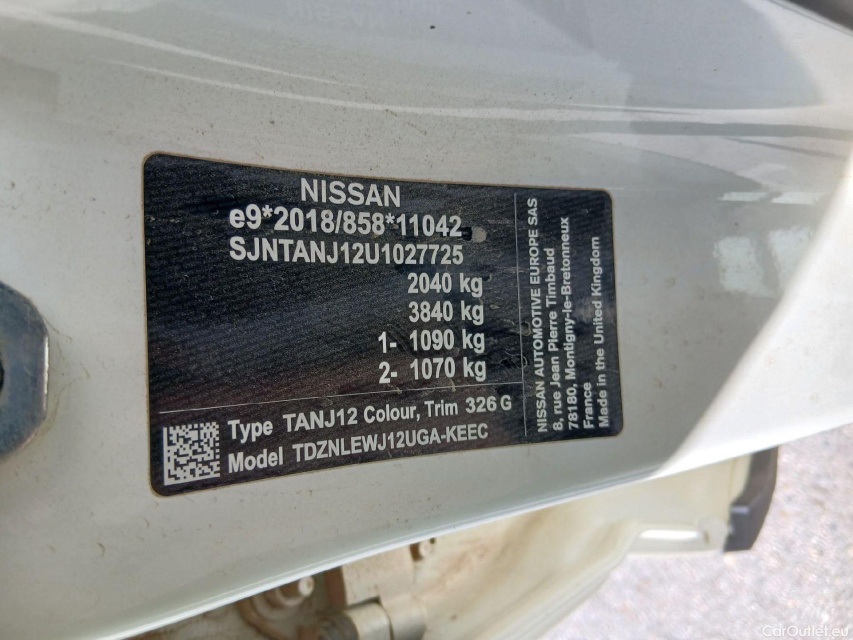 NISSAN
e9*2018/858*11042
SJNTANJ12U1027725
2040 kg
3840 kg
1- 1090 kg
2- 1070 kg
Type TANJ12 Colour, Trim 326 G
Model TDZNLEWJ12UGA-KEEC
NISSAN AUTOMOTIVE EUROPE SAS
8, rue Jean Pierre Timbaud
78180, Montigny-le-Bretonneux
France
Made in the United Kingdom
CarOutlet.eu